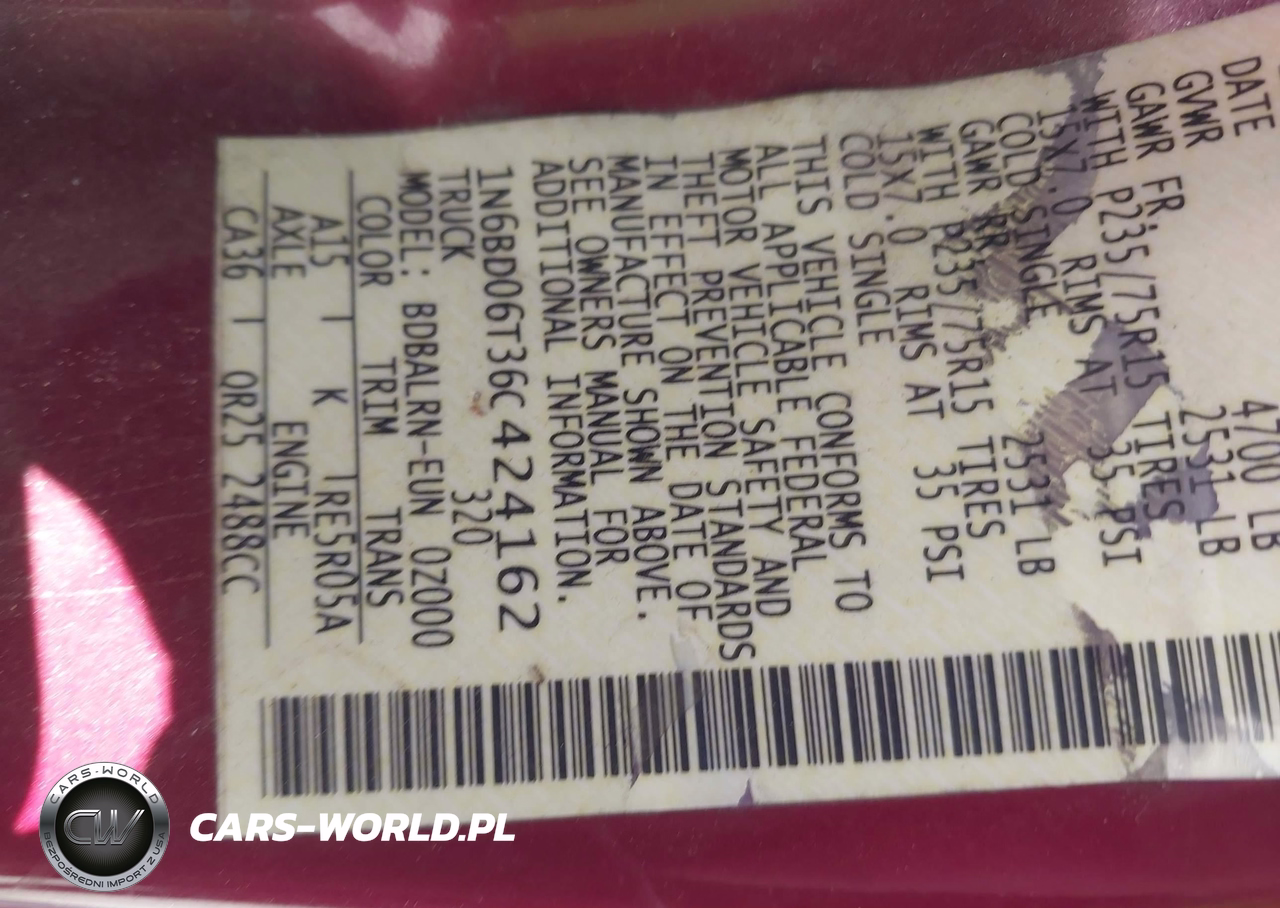 DATE
GVWR 4700 LB
GAWR FR. 2531 LB
WITH P235/75R15 TIRES
15X7.0 RIMS AT 35 PSI
COLD SINGLE
GAWR RR. 2531 LB
WITH P235/75R15 TIRES
15X7.0 RIMS AT 35 PSI
COLD SINGLE
THIS VEHICLE CONFORMS TO
ALL APPLICABLE FEDERAL
MOTOR VEHICLE SAFETY AND
THEFT PREVENTION STANDARDS
IN EFFECT ON THE DATE OF
MANUFACTURE SHOWN ABOVE.
SEE OWNERS MANUAL FOR
ADDITIONAL INFORMATION.
1N6BD06T36C424162
TRUCK 320
MODEL: BDBALRN-EUN 0Z000
COLOR TRIM TRANS
A15 K RE5R05A
AXLE ENGINE
CA36 QR25 2488CC
CARS-WORLD
CW
BEZPOŚREDNI IMPORT Z USA
CARS-WORLD.PL